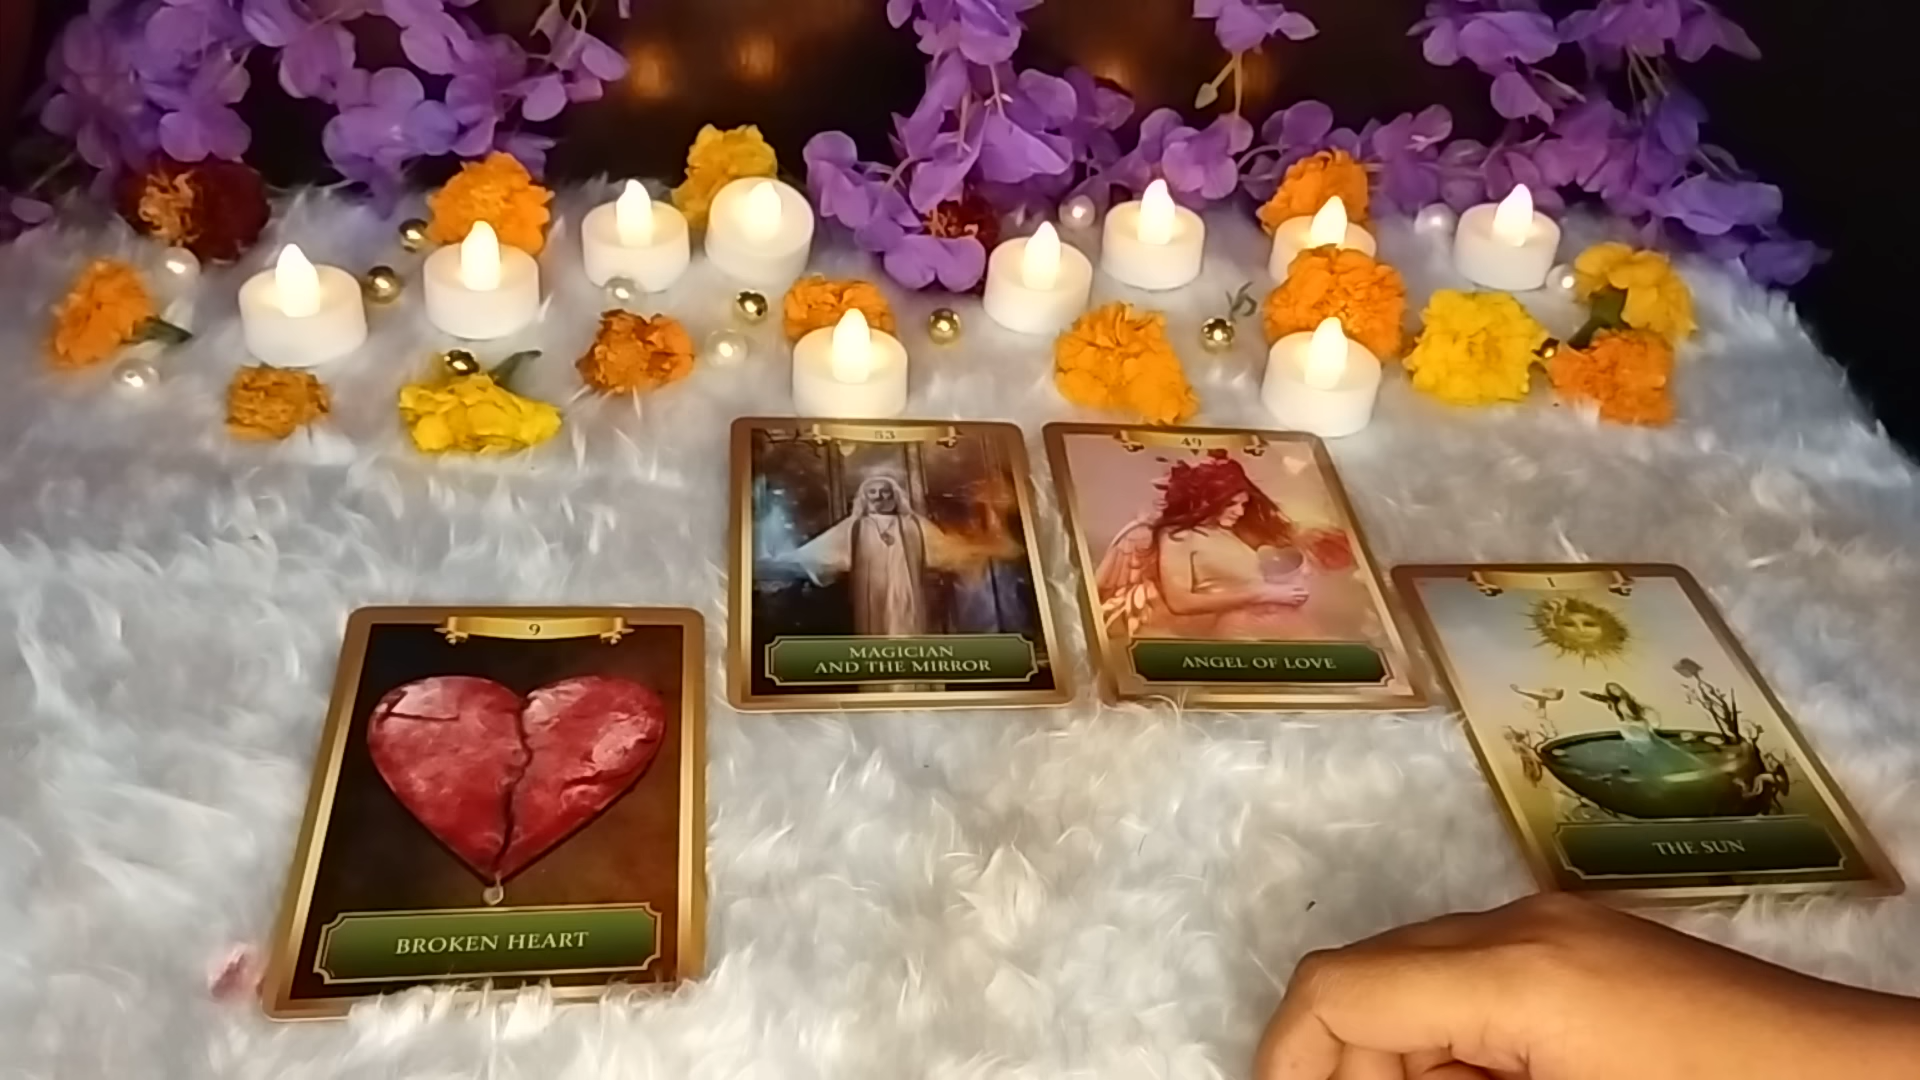 9
BROKEN HEART
53
MAGICIAN
AND THE MIRROR
49
ANGEL OF LOVE
1
THE SUN